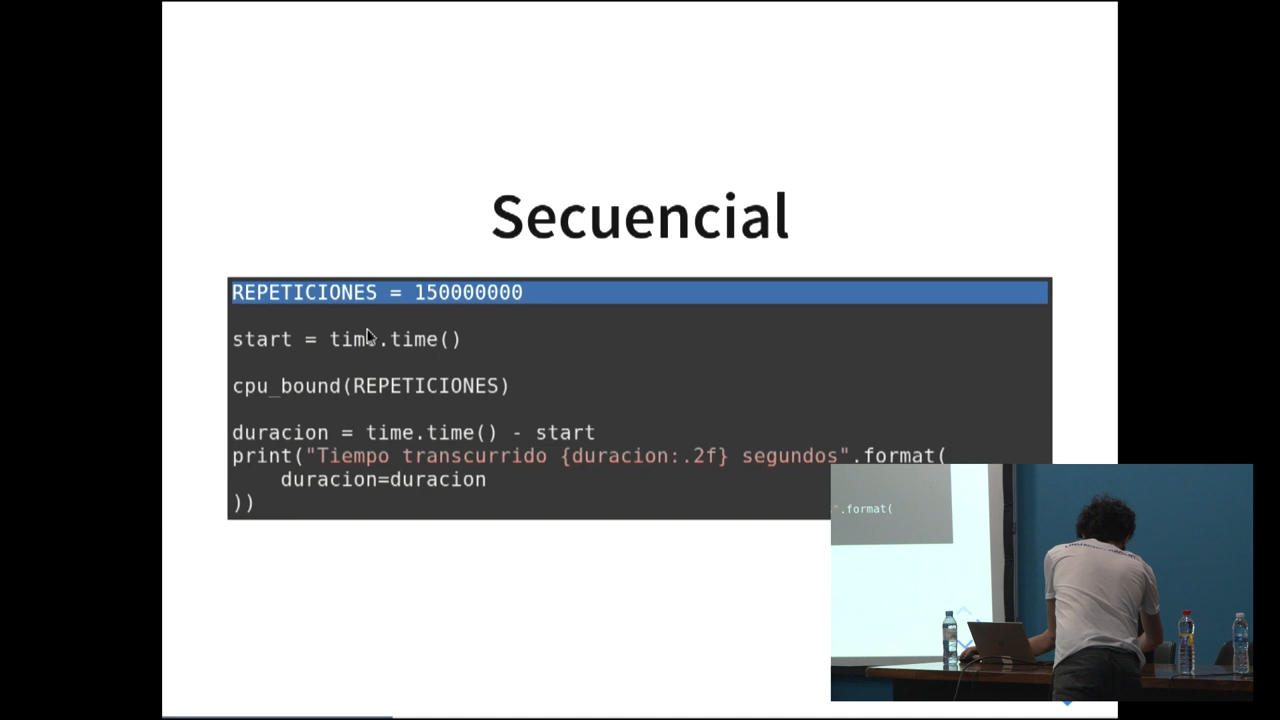 Secuencial
REPETICIONES = 150000000
start = time.time()
cpu_bound(REPETICIONES)
duracion = time.time() - start
print("Tiempo transcurrido {duracion:.2f} segundos".format(
    duracion=duracion
))
".format(